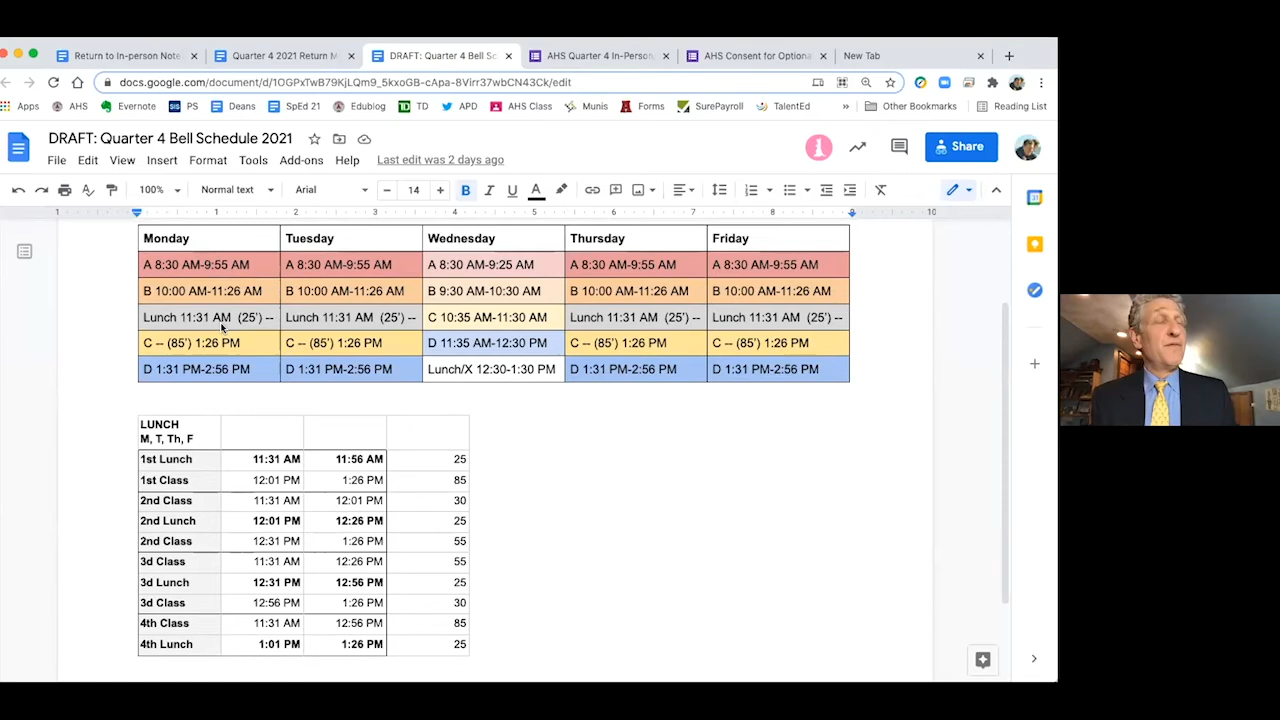 Return to In-person Note
Quarter 4 2021 Return M
DRAFT: Quarter 4 Bell Sc
AHS Quarter 4 In-Person
AHS Consent for Optiona
New Tab
docs.google.com/document/d/1OGPxTwB79KjLQm9_5kxoGB-cApa-8Virr37wbCN43Ck/edit
Apps AHS Evernote PS Deans SpEd 21 Edublog TD APD AHS Class Munis Forms SurePayroll TalentEd » Other Bookmarks Reading List
DRAFT: Quarter 4 Bell Schedule 2021
Share
File Edit View Insert Format Tools Add-ons Help Last edit was 2 days ago
100% Normal text Arial − 14 + B I U A
1 1 2 3 4 5 6 7 8 9 10
Monday Tuesday Wednesday Thursday Friday
A 8:30 AM-9:55 AM A 8:30 AM-9:55 AM A 8:30 AM-9:25 AM A 8:30 AM-9:55 AM A 8:30 AM-9:55 AM
B 10:00 AM-11:26 AM B 10:00 AM-11:26 AM B 9:30 AM-10:30 AM B 10:00 AM-11:26 AM B 10:00 AM-11:26 AM
Lunch 11:31 AM (25') -- Lunch 11:31 AM (25') -- C 10:35 AM-11:30 AM Lunch 11:31 AM (25') -- Lunch 11:31 AM (25') --
C -- (85') 1:26 PM C -- (85') 1:26 PM D 11:35 AM-12:30 PM C -- (85') 1:26 PM C -- (85') 1:26 PM
D 1:31 PM-2:56 PM D 1:31 PM-2:56 PM Lunch/X 12:30-1:30 PM D 1:31 PM-2:56 PM D 1:31 PM-2:56 PM
LUNCH
M, T, Th, F
1st Lunch 11:31 AM 11:56 AM 25
1st Class 12:01 PM 1:26 PM 85
2nd Class 11:31 AM 12:01 PM 30
2nd Lunch 12:01 PM 12:26 PM 25
2nd Class 12:31 PM 1:26 PM 55
3d Class 11:31 AM 12:26 PM 55
3d Lunch 12:31 PM 12:56 PM 25
3d Class 12:56 PM 1:26 PM 30
4th Class 11:31 AM 12:56 PM 85
4th Lunch 1:01 PM 1:26 PM 25